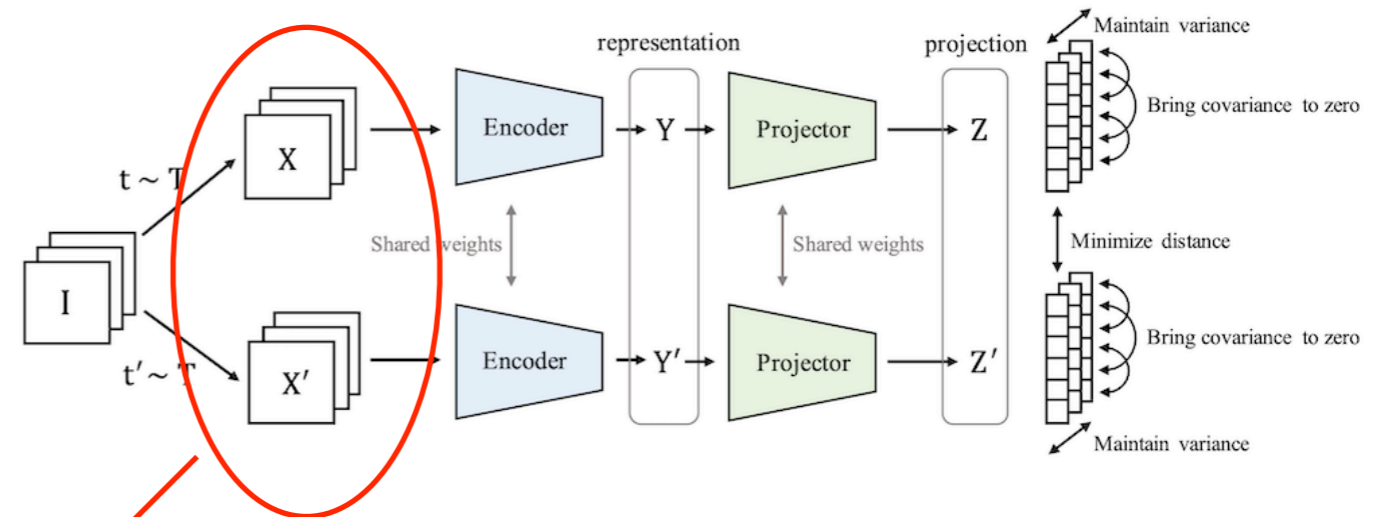 Maintain variance
representation
projection
Bring covariance to zero
X
Encoder
Y
Projector
Z
t ~ T
Shared weights
Shared weights
Minimize distance
I
Bring covariance to zero
t′ ~ T
X′
Encoder
Y′
Projector
Z′
Maintain variance